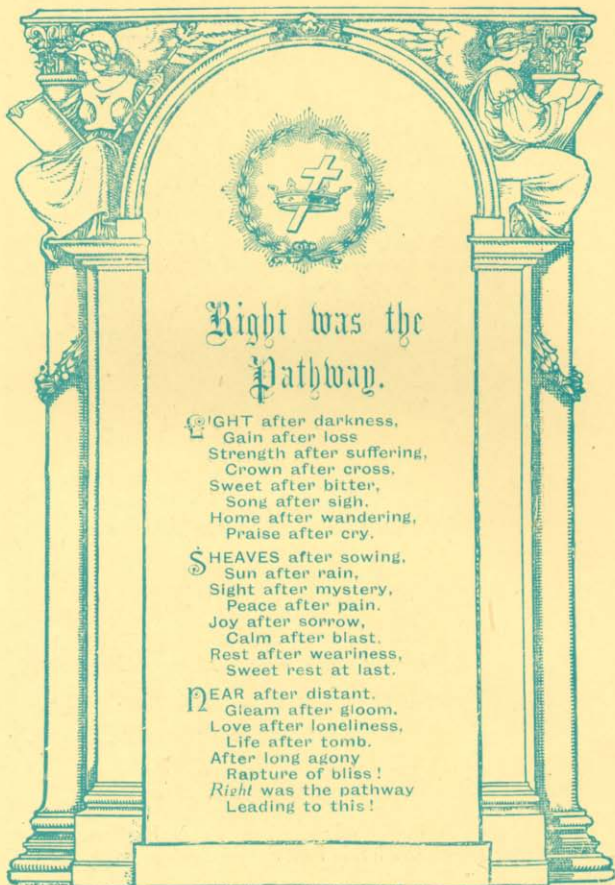 Right was the
Pathway.
LIGHT after darkness,
Gain after loss
Strength after suffering,
Crown after cross,
Sweet after bitter,
Song after sigh,
Home after wandering,
Praise after cry.
SHEAVES after sowing,
Sun after rain,
Sight after mystery,
Peace after pain.
Joy after sorrow,
Calm after blast,
Rest after weariness,
Sweet rest at last.
NEAR after distant.
Gleam after gloom,
Love after loneliness,
Life after tomb.
After long agony
Rapture of bliss!
Right was the pathway
Leading to this!